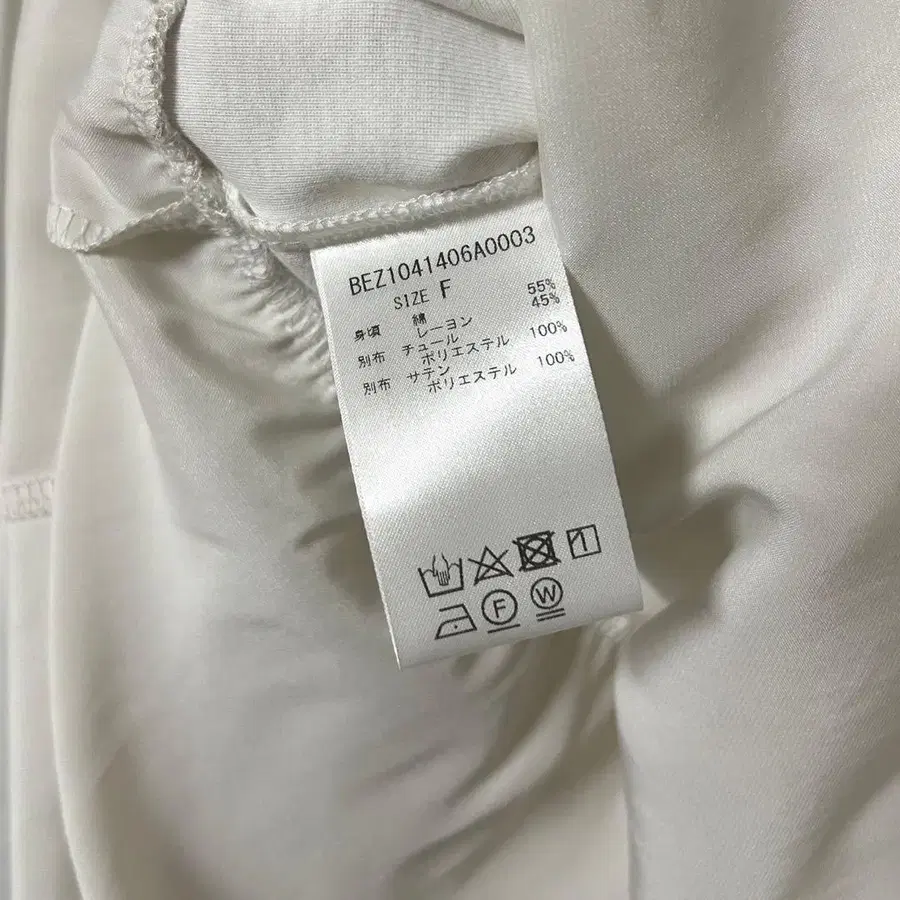 BEZ1041406A0003
SIZE F
身頃 綿 55%
レーヨン 45%
別布 チュール
ポリエステル 100%
別布 サテン
ポリエステル 100%
F W